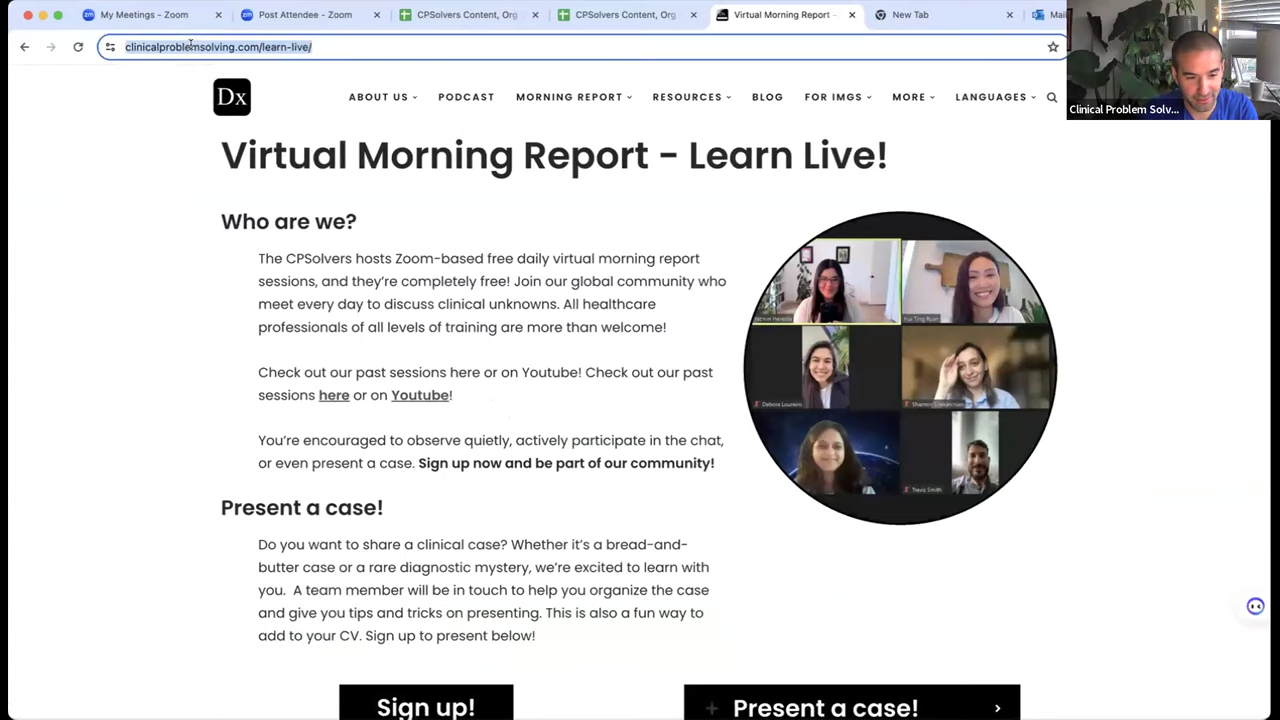 My Meetings - Zoom
Post Attendee - Zoom
CPSolvers Content, Org
CPSolvers Content, Org
Virtual Morning Report -
New Tab
Mail
clinicalproblemsolving.com/learn-live/
Clinical Problem Solv...
Dx
ABOUT US
PODCAST
MORNING REPORT
RESOURCES
BLOG
FOR IMGS
MORE
LANGUAGES
Virtual Morning Report - Learn Live!
Who are we?
The CPSolvers hosts Zoom-based free daily virtual morning report
sessions, and they're completely free! Join our global community who
meet every day to discuss clinical unknowns. All healthcare
professionals of all levels of training are more than welcome!
Check out our past sessions here or on Youtube! Check out our past
sessions here or on Youtube!
You're encouraged to observe quietly, actively participate in the chat,
or even present a case. Sign up now and be part of our community!
Debora Loureiro
Travis Smith
Present a case!
Do you want to share a clinical case? Whether it's a bread-and-
butter case or a rare diagnostic mystery, we're excited to learn with
you. A team member will be in touch to help you organize the case
and give you tips and tricks on presenting. This is also a fun way to
add to your CV. Sign up to present below!
Sign up!
Present a case!